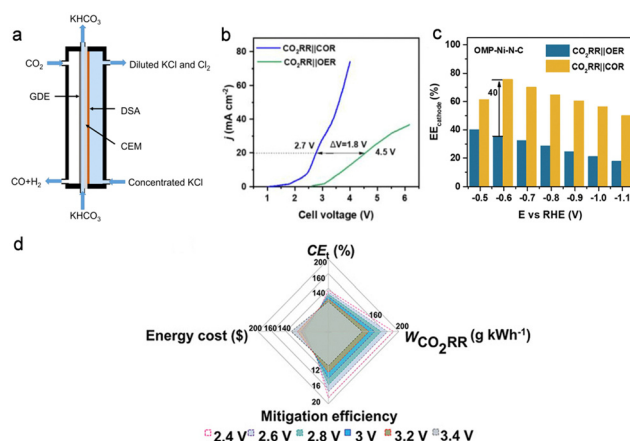 a
KHCO₃
CO₂
Diluted KCl and Cl₂
GDE
DSA
CEM
CO+H₂
Concentrated KCl
KHCO₃
b
CO₂RR||COR
CO₂RR||OER
j (mA cm⁻²)
80
60
40
20
0
2.7 V
ΔV=1.8 V
4.5 V
0 1 2 3 4 5 6
Cell voltage (V)
c
OMP-Ni-N-C
CO₂RR||OER
CO₂RR||COR
EEcathode (%)
100
80
60
40
20
0
40
-0.5 -0.6 -0.7 -0.8 -0.9 -1.0 -1.1
E vs RHE (V)
d
CEt (%)
200
160
140
Energy cost ($)
200 160 140
160
200
WCO₂RR (g kWh⁻¹)
12
16
20
Mitigation efficiency
2.4 V 2.6 V 2.8 V 3 V 3.2 V 3.4 V